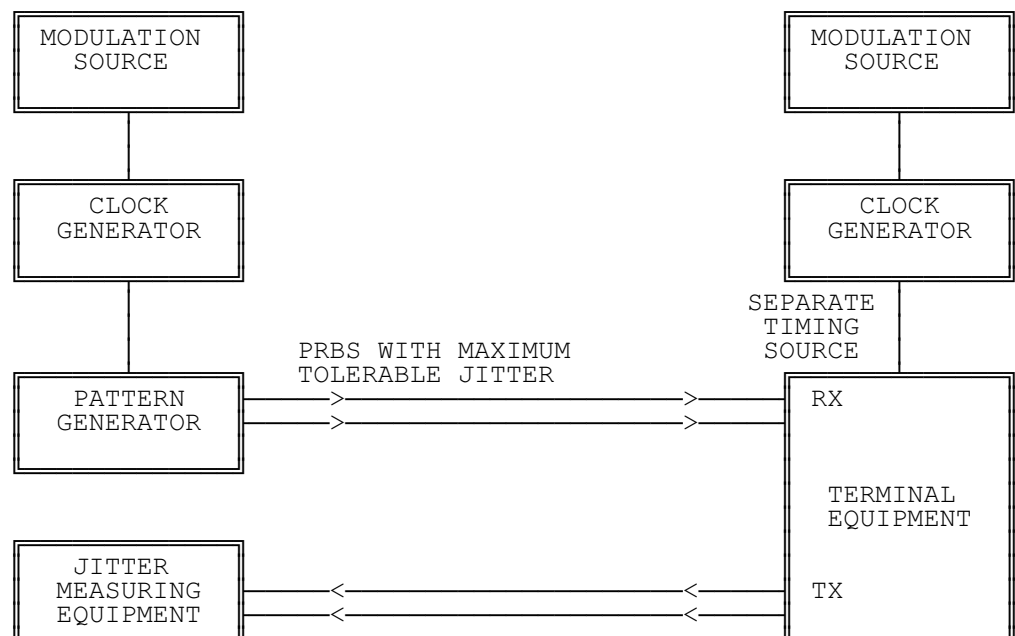 MODULATION
SOURCE
MODULATION
SOURCE
CLOCK
GENERATOR
CLOCK
GENERATOR
SEPARATE
TIMING
SOURCE
PRBS WITH MAXIMUM
TOLERABLE JITTER
PATTERN
GENERATOR
RX
TERMINAL
EQUIPMENT
JITTER
MEASURING
EQUIPMENT
TX